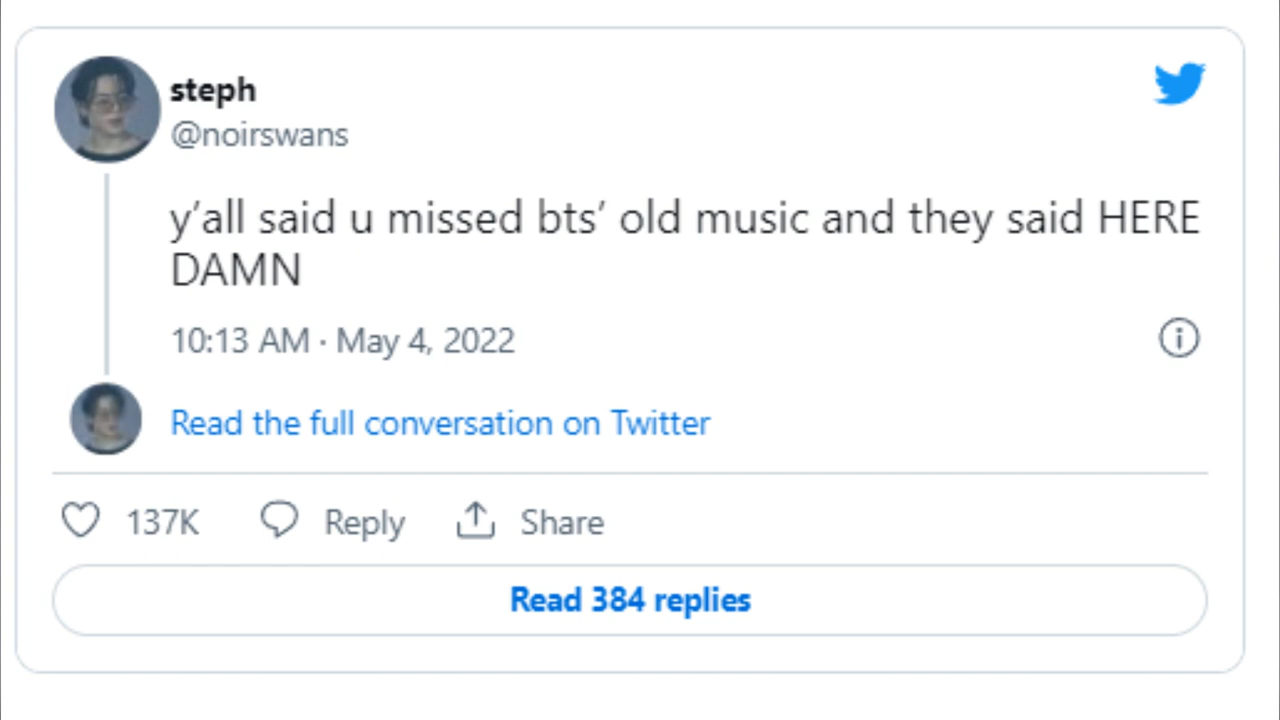 steph
@noirswans
y’all said u missed bts’ old music and they said HERE
DAMN
10:13 AM · May 4, 2022
Read the full conversation on Twitter
137K Reply Share
Read 384 replies